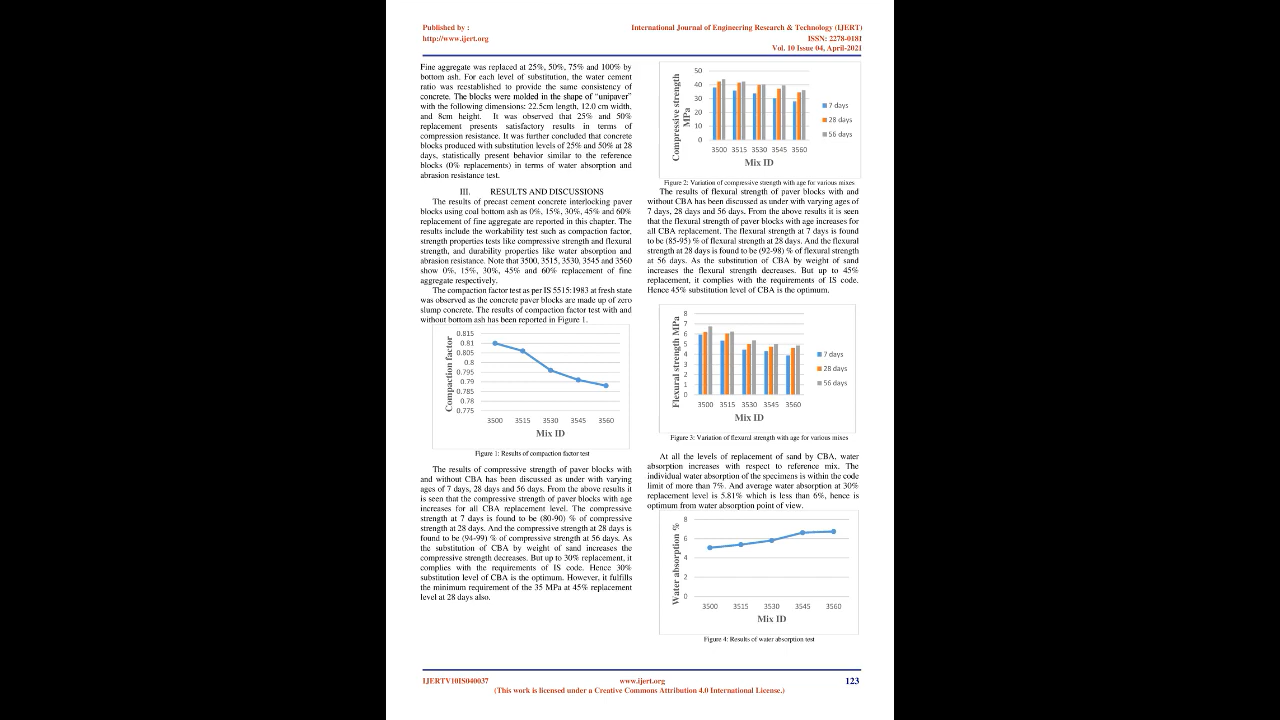 Published by :
http://www.ijert.org
International Journal of Engineering Research & Technology (IJERT)
ISSN: 2278-0181
Vol. 10 Issue 04, April-2021
Fine aggregate was replaced at 25%, 50%, 75% and 100% by
bottom ash. For each level of substitution, the water cement
ratio was reestablished to provide the same consistency of
concrete. The blocks were molded in the shape of “unipaver”
with the following dimensions: 22.5cm length, 12.0 cm width,
and 8cm height. It was observed that 25% and 50%
replacement presents satisfactory results in terms of
compression resistance. It was further concluded that concrete
blocks produced with substitution levels of 25% and 50% at 28
days, statistically present behavior similar to the reference
blocks (0% replacements) in terms of water absorption and
abrasion resistance test.
III. RESULTS AND DISCUSSIONS
The results of precast cement concrete interlocking paver
blocks using coal bottom ash as 0%, 15%, 30%, 45% and 60%
replacement of fine aggregate are reported in this chapter. The
results include the workability test such as compaction factor,
strength properties tests like compressive strength and flexural
strength, and durability properties like water absorption and
abrasion resistance. Note that 3500, 3515, 3530, 3545 and 3560
show 0%, 15%, 30%, 45% and 60% replacement of fine
aggregate respectively.
The compaction factor test as per IS 5515:1983 at fresh state
was observed as the concrete paver blocks are made up of zero
slump concrete. The results of compaction factor test with and
without bottom ash has been reported in Figure 1.
Compaction factor
0.815
0.81
0.805
0.8
0.795
0.79
0.785
0.78
0.775
3500 3515 3530 3545 3560
Mix ID
Figure 1: Results of compaction factor test
The results of compressive strength of paver blocks with
and without CBA has been discussed as under with varying
ages of 7 days, 28 days and 56 days. From the above results it
is seen that the compressive strength of paver blocks with age
increases for all CBA replacement level. The compressive
strength at 7 days is found to be (80-90) % of compressive
strength at 28 days. And the compressive strength at 28 days is
found to be (94-99) % of compressive strength at 56 days. As
the substitution of CBA by weight of sand increases the
compressive strength decreases. But up to 30% replacement, it
complies with the requirements of IS code. Hence 30%
substitution level of CBA is the optimum. However, it fulfills
the minimum requirement of the 35 MPa at 45% replacement
level at 28 days also.
Compressive strength
MPa
50
40
30
20
10
0
3500 3515 3530 3545 3560
Mix ID
7 days
28 days
56 days
Figure 2: Variation of compressive strength with age for various mixes
The results of flexural strength of paver blocks with and
without CBA has been discussed as under with varying ages of
7 days, 28 days and 56 days. From the above results it is seen
that the flexural strength of paver blocks with age increases for
all CBA replacement. The flexural strength at 7 days is found
to be (85-95) % of flexural strength at 28 days. And the flexural
strength at 28 days is found to be (92-98) % of flexural strength
at 56 days. As the substitution of CBA by weight of sand
increases the flexural strength decreases. But up to 45%
replacement, it complies with the requirements of IS code.
Hence 45% substitution level of CBA is the optimum.
Flexural strength MPa
8
7
6
5
4
3
2
1
0
3500 3515 3530 3545 3560
Mix ID
7 days
28 days
56 days
Figure 3: Variation of flexural strength with age for various mixes
At all the levels of replacement of sand by CBA, water
absorption increases with respect to reference mix. The
individual water absorption of the specimens is within the code
limit of more than 7%. And average water absorption at 30%
replacement level is 5.81% which is less than 6%, hence is
optimum from water absorption point of view.
Water absorption %
8
6
4
2
0
3500 3515 3530 3545 3560
Mix ID
Figure 4: Results of water absorption test
IJERTV10IS040037
www.ijert.org
123
(This work is licensed under a Creative Commons Attribution 4.0 International License.)